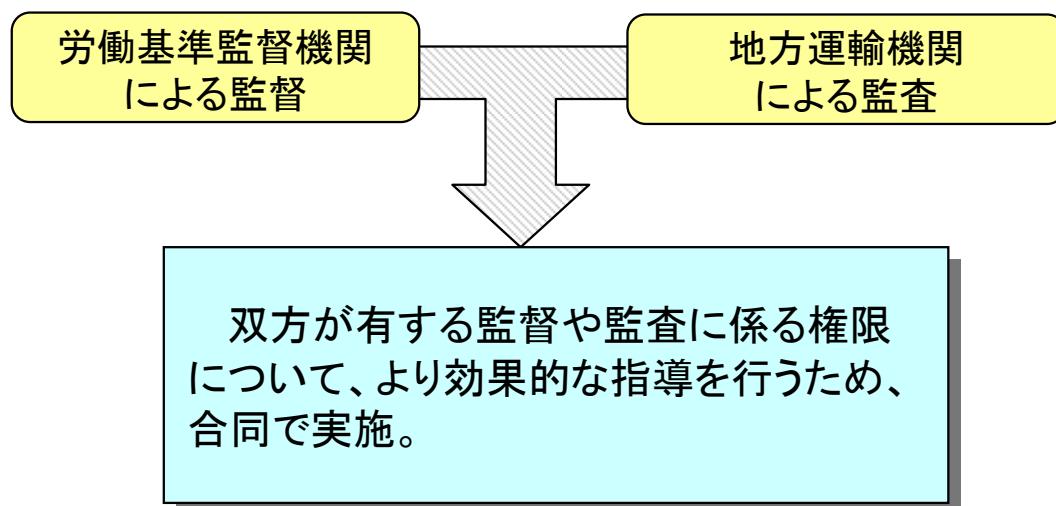 労働基準監督機関
による監督
地方運輸機関
による監査
双方が有する監督や監査に係る権限
について、より効果的な指導を行うため、
合同で実施。